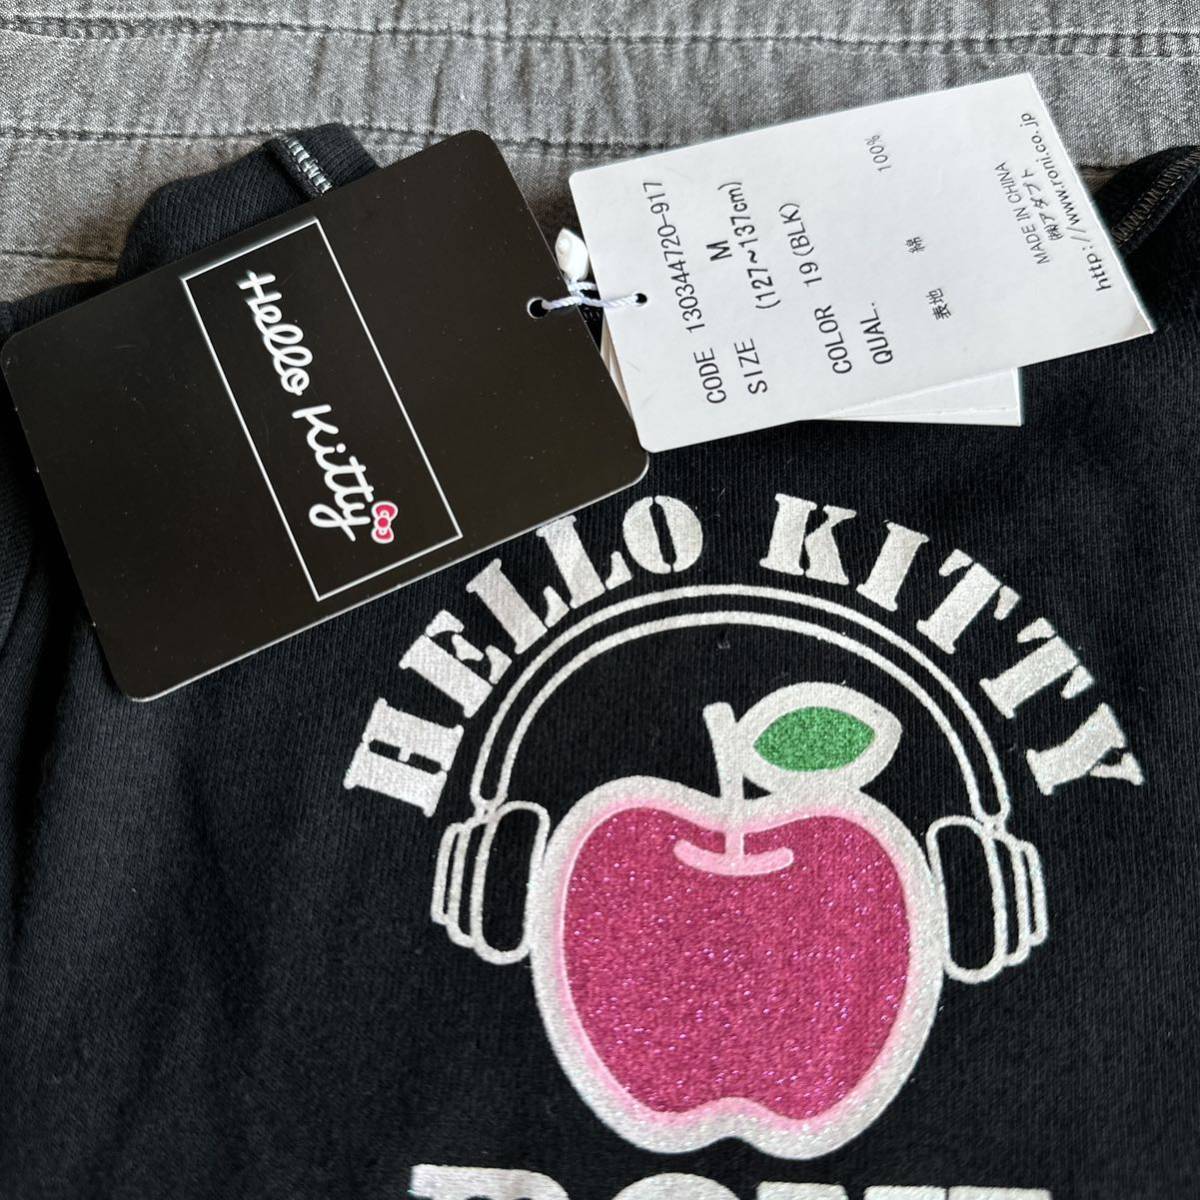 Hello Kitty
CODE 130344720-917
M
SIZE (127~137cm)
COLOR 19(BLK)
QUAL.
表地 綿 100%
MADE IN CHINA
㈱アダプト
http://www.roni.co.jp
HELLO KITTY